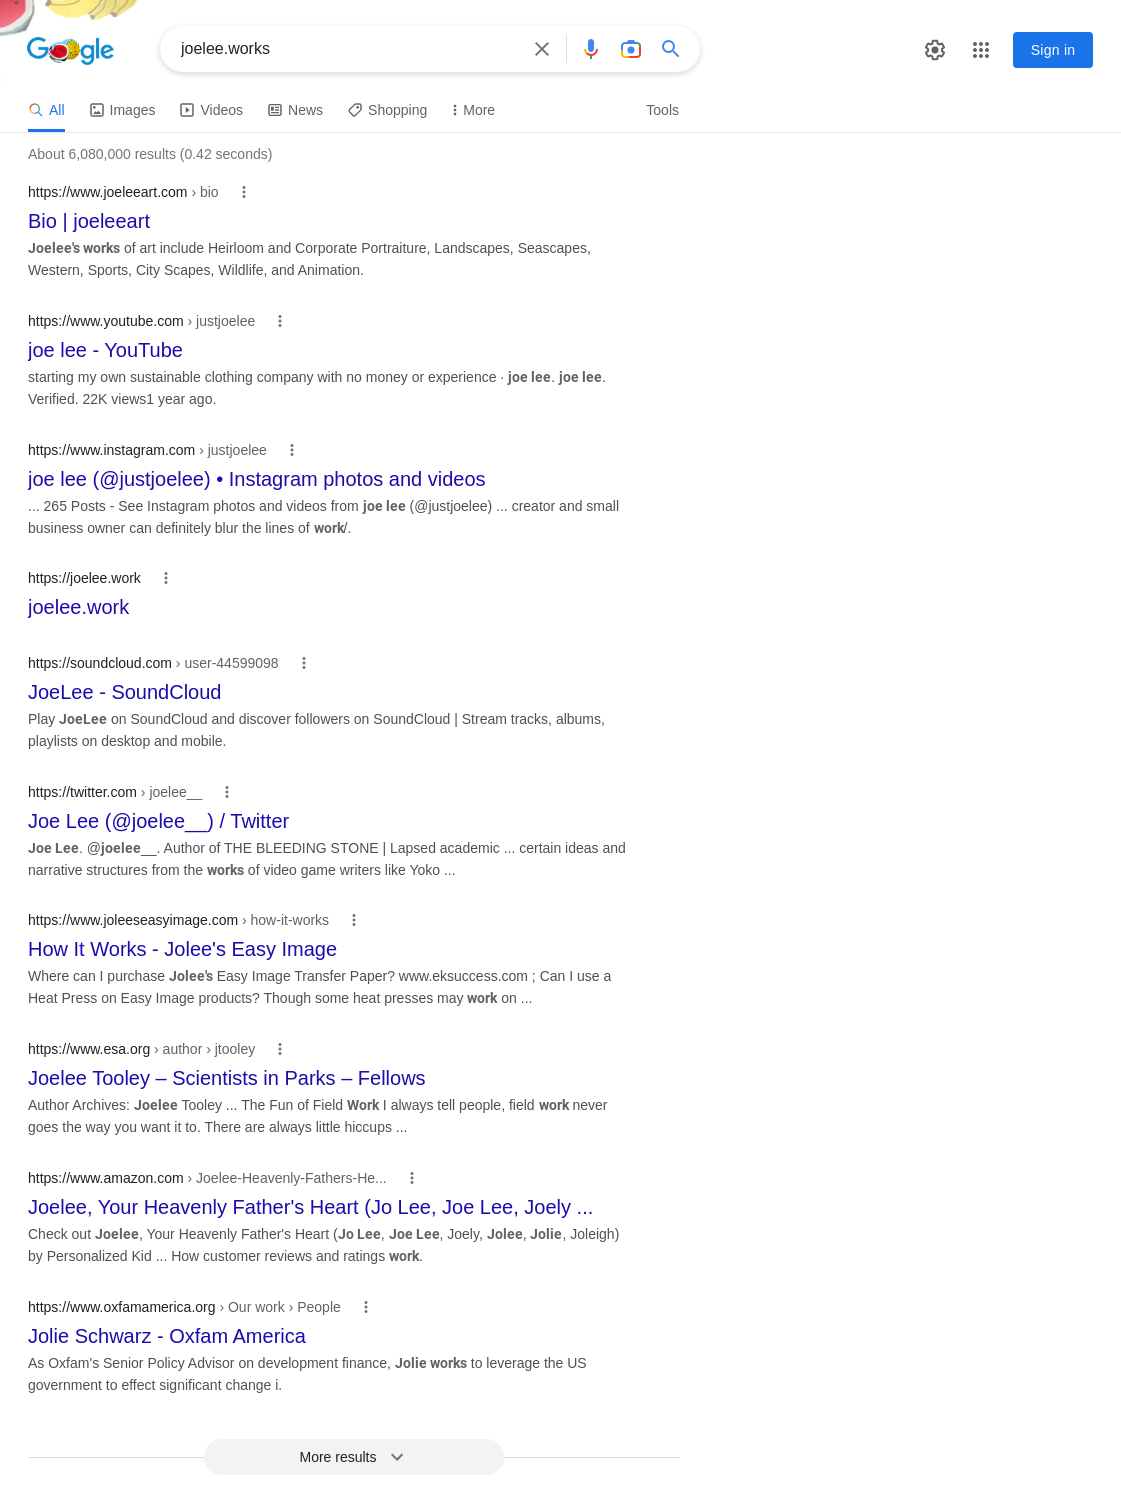 Google
joelee.works
Sign in
All
Images
Videos
News
Shopping
More
Tools
About 6,080,000 results (0.42 seconds)
https://www.joeleeart.com › bio
Bio | joeleeart
Joelee's works of art include Heirloom and Corporate Portraiture, Landscapes, Seascapes,
Western, Sports, City Scapes, Wildlife, and Animation.
https://www.youtube.com › justjoelee
joe lee - YouTube
starting my own sustainable clothing company with no money or experience · joe lee. joe lee.
Verified. 22K views1 year ago.
https://www.instagram.com › justjoelee
joe lee (@justjoelee) • Instagram photos and videos
... 265 Posts - See Instagram photos and videos from joe lee (@justjoelee) ... creator and small
business owner can definitely blur the lines of work/.
https://joelee.work
joelee.work
https://soundcloud.com › user-44599098
JoeLee - SoundCloud
Play JoeLee on SoundCloud and discover followers on SoundCloud | Stream tracks, albums,
playlists on desktop and mobile.
https://twitter.com › joelee__
Joe Lee (@joelee__) / Twitter
Joe Lee. @joelee__. Author of THE BLEEDING STONE | Lapsed academic ... certain ideas and
narrative structures from the works of video game writers like Yoko ...
https://www.joleeseasyimage.com › how-it-works
How It Works - Jolee's Easy Image
Where can I purchase Jolee's Easy Image Transfer Paper? www.eksuccess.com ; Can I use a
Heat Press on Easy Image products? Though some heat presses may work on ...
https://www.esa.org › author › jtooley
Joelee Tooley – Scientists in Parks – Fellows
Author Archives: Joelee Tooley ... The Fun of Field Work I always tell people, field work never
goes the way you want it to. There are always little hiccups ...
https://www.amazon.com › Joelee-Heavenly-Fathers-He...
Joelee, Your Heavenly Father's Heart (Jo Lee, Joe Lee, Joely ...
Check out Joelee, Your Heavenly Father's Heart (Jo Lee, Joe Lee, Joely, Jolee, Jolie, Joleigh)
by Personalized Kid ... How customer reviews and ratings work.
https://www.oxfamamerica.org › Our work › People
Jolie Schwarz - Oxfam America
As Oxfam's Senior Policy Advisor on development finance, Jolie works to leverage the US
government to effect significant change i.
More results